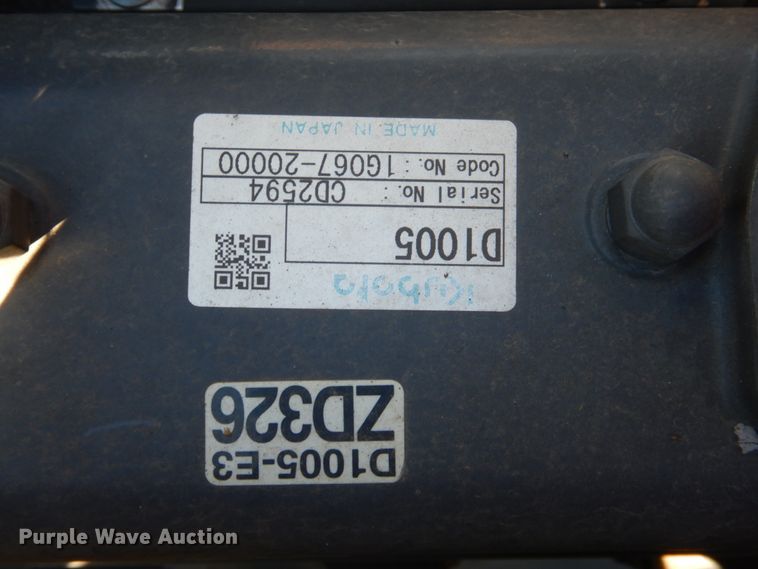 D1005-E3
ZD326
Kubota
D1005
Serial No.: CD2594
Code No.: 1G067-20000
MADE IN JAPAN
Purple Wave Auction